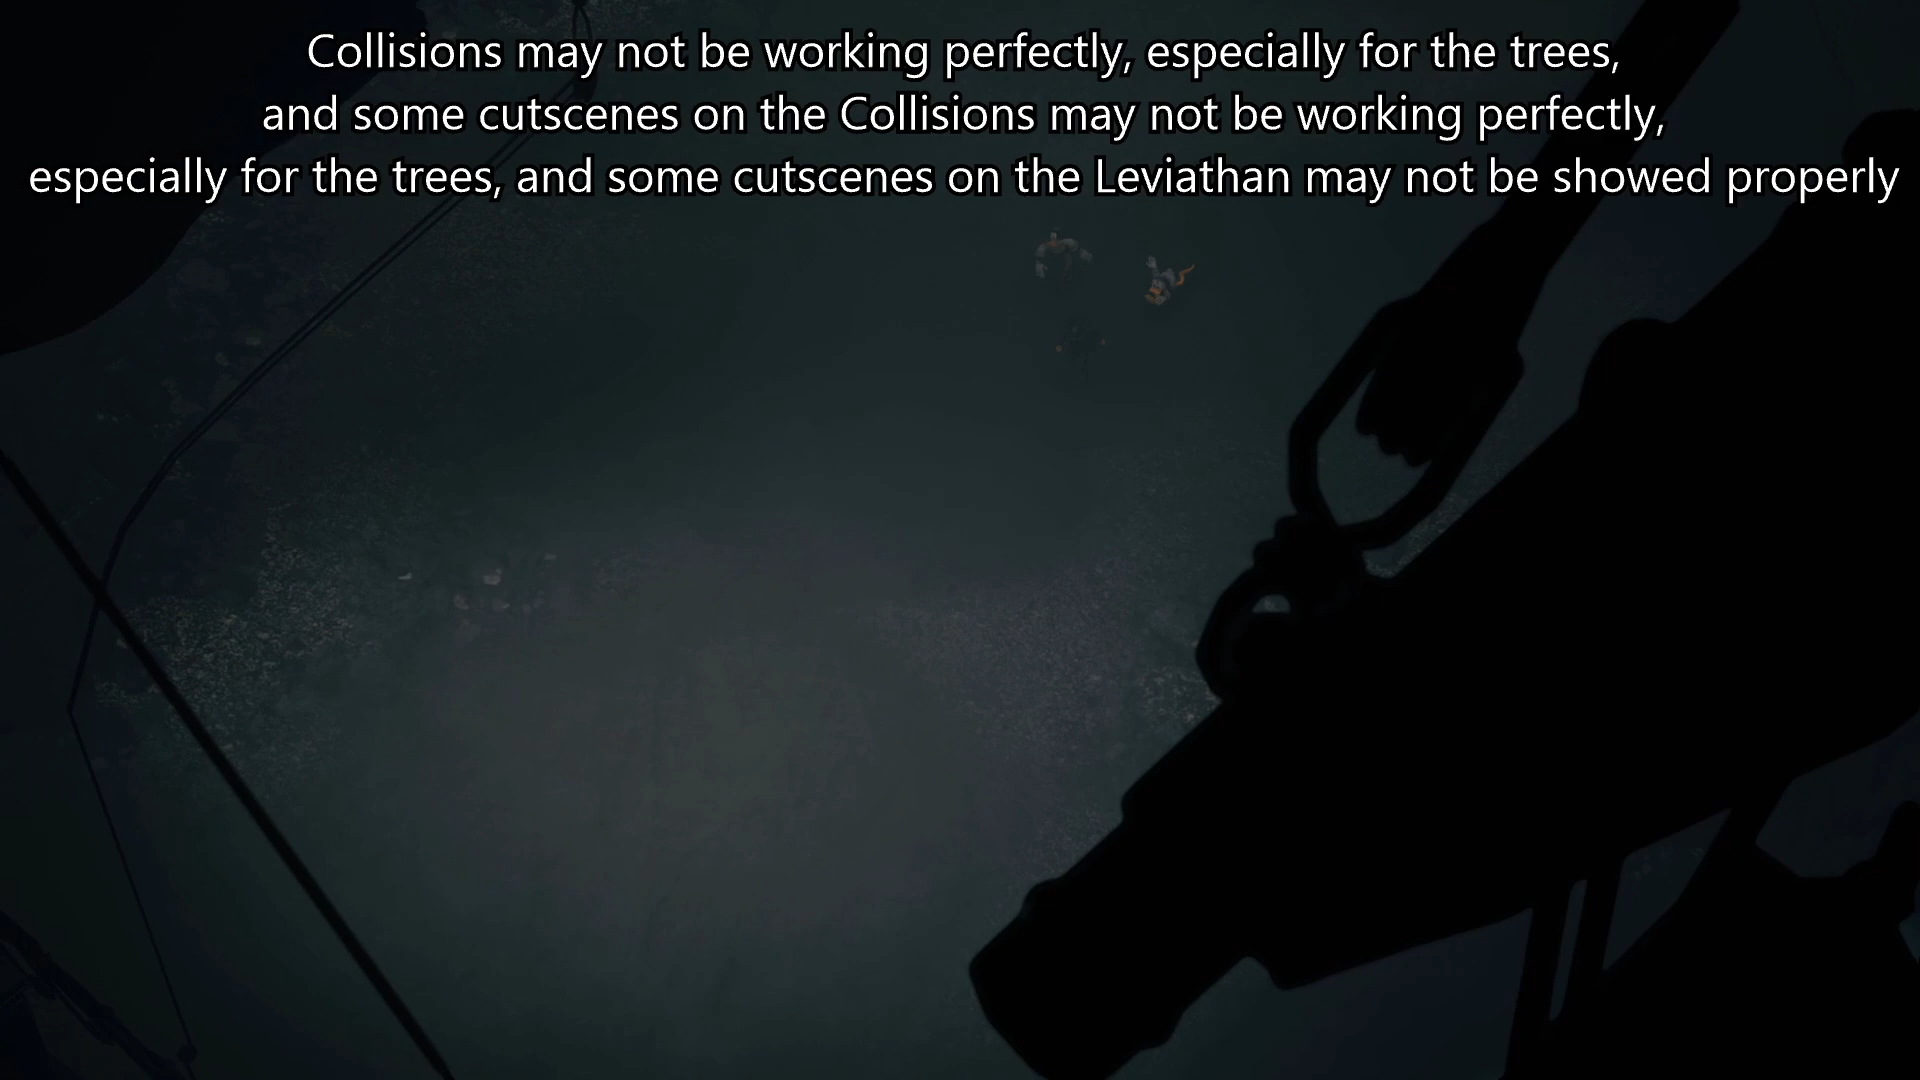 Collisions may not be working perfectly, especially for the trees,
and some cutscenes on the Collisions may not be working perfectly,
especially for the trees, and some cutscenes on the Leviathan may not be showed properly